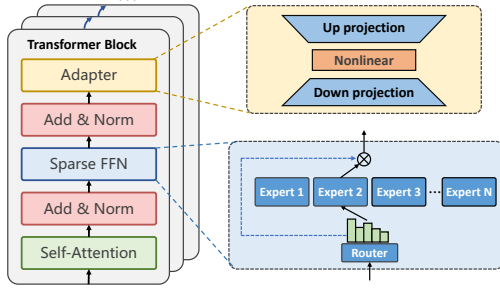 Transformer Block
Adapter
Add & Norm
Sparse FFN
Add & Norm
Self-Attention
Up projection
Nonlinear
Down projection
Expert 1
Expert 2
Expert 3
···
Expert N
Router